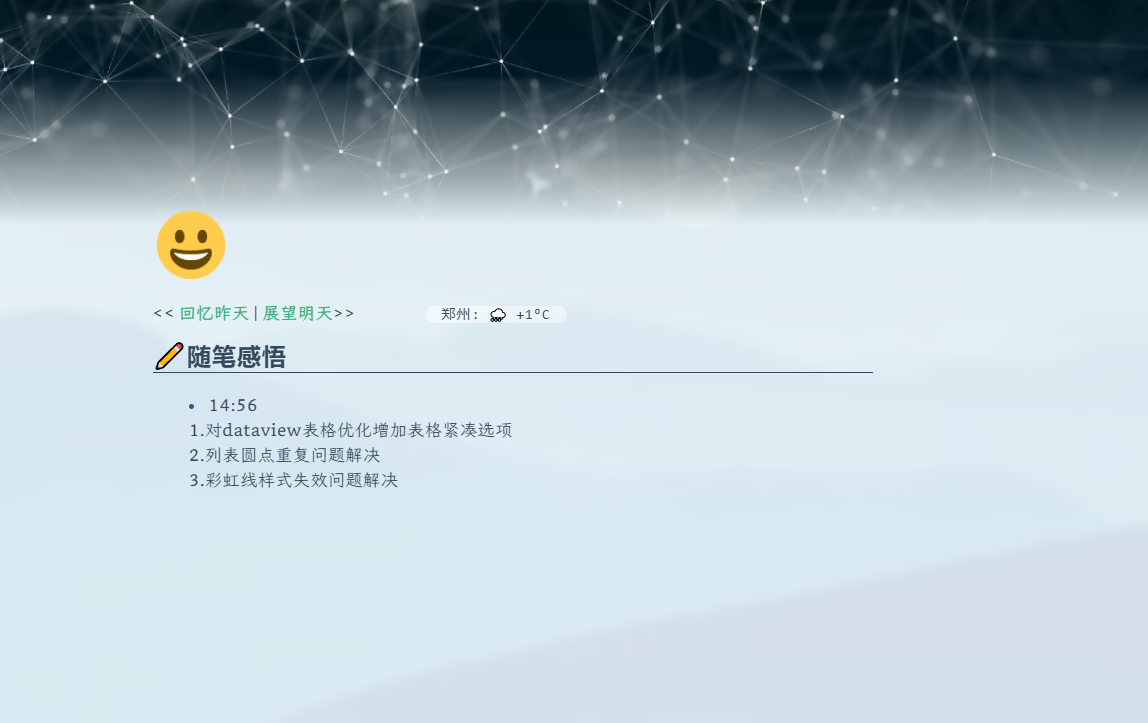 << 回忆昨天 | 展望明天>> 郑州: 🌨 +1°C
✏️随笔感悟
• 14:56
1.对dataview表格优化增加表格紧凑选项
2.列表圆点重复问题解决
3.彩虹线样式失效问题解决